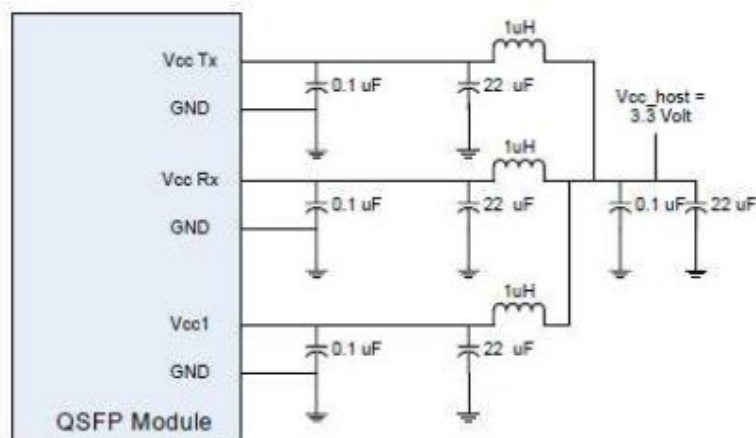 1uH
Vcc Tx
0.1 uF
22 uF
GND
Vcc_host =
3.3 Volt
1uH
Vcc Rx
0.1 uF
22 uF
0.1 uF
22 uF
GND
1uH
Vcc1
0.1 uF
22 uF
GND
QSFP Module